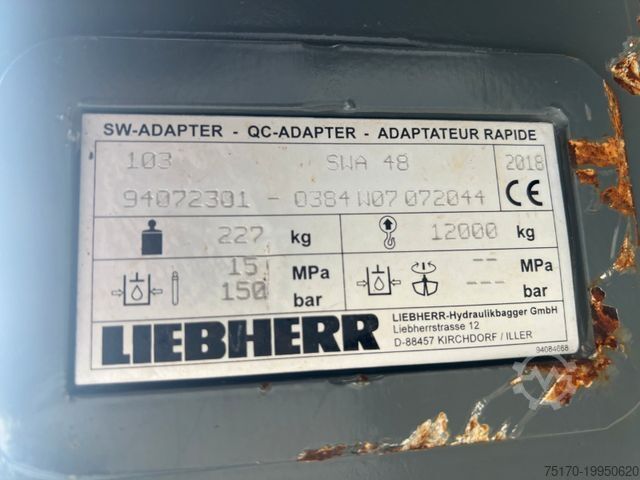 SW-ADAPTER - QC-ADAPTER - ADAPTATEUR RAPIDE
103 SWA 48 2018
94072301 - 0384 W07 072044 CE
227 kg 12000 kg
15 MPa -- MPa
150 bar --- bar
LIEBHERR
LIEBHERR-Hydraulikbagger GmbH
Liebherrstrasse 12
D-88457 KIRCHDORF / ILLER
94084668
75170-19950620